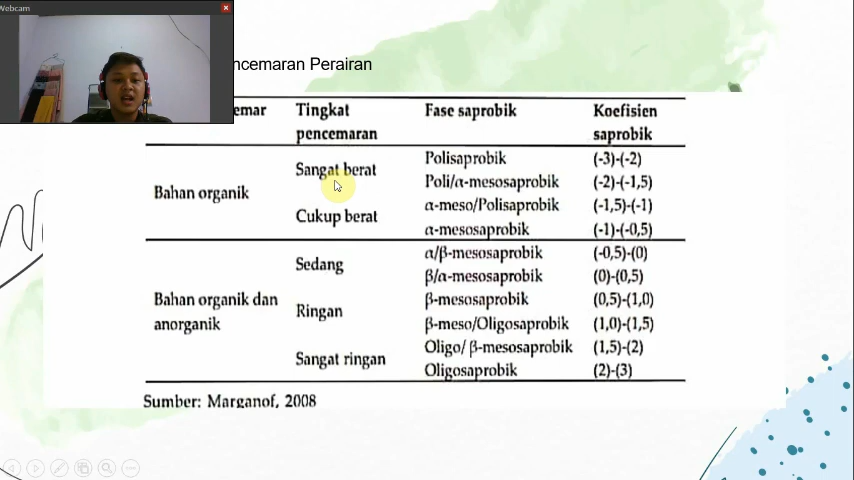 Webcam
ncemaran Perairan
emar Tingkat pencemaran Fase saprobik Koefisien saprobik
Bahan organik Sangat berat Polisaprobik (-3)-(-2)
Poli/α-mesosaprobik (-2)-(-1,5)
Cukup berat α-meso/Polisaprobik (-1,5)-(-1)
α-mesosaprobik (-1)-(-0,5)
Bahan organik dan anorganik Sedang α/β-mesosaprobik (-0,5)-(0)
β/α-mesosaprobik (0)-(0,5)
Ringan β-mesosaprobik (0,5)-(1,0)
β-meso/Oligosaprobik (1,0)-(1,5)
Sangat ringan Oligo/ β-mesosaprobik (1,5)-(2)
Oligosaprobik (2)-(3)
Sumber: Marganof, 2008